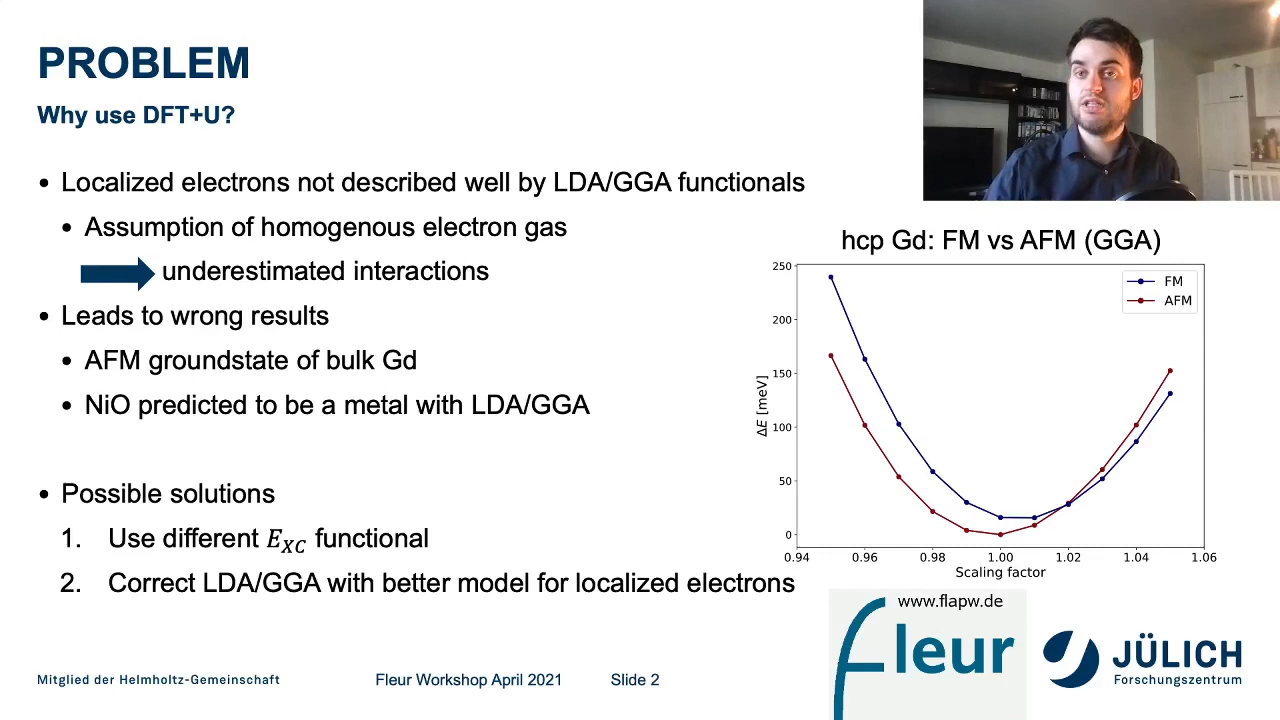 PROBLEM
Why use DFT+U?
• Localized electrons not described well by LDA/GGA functionals
• Assumption of homogenous electron gas
underestimated interactions
• Leads to wrong results
• AFM groundstate of bulk Gd
• NiO predicted to be a metal with LDA/GGA
• Possible solutions
1. Use different E_XC functional
2. Correct LDA/GGA with better model for localized electrons
hcp Gd: FM vs AFM (GGA)
FM
AFM
250
200
150
100
50
0
ΔE [meV]
0.94 0.96 0.98 1.00 1.02 1.04 1.06
Scaling factor
www.flapw.de
fleur
JÜLICH
Forschungszentrum
Mitglied der Helmholtz-Gemeinschaft
Fleur Workshop April 2021
Slide 2